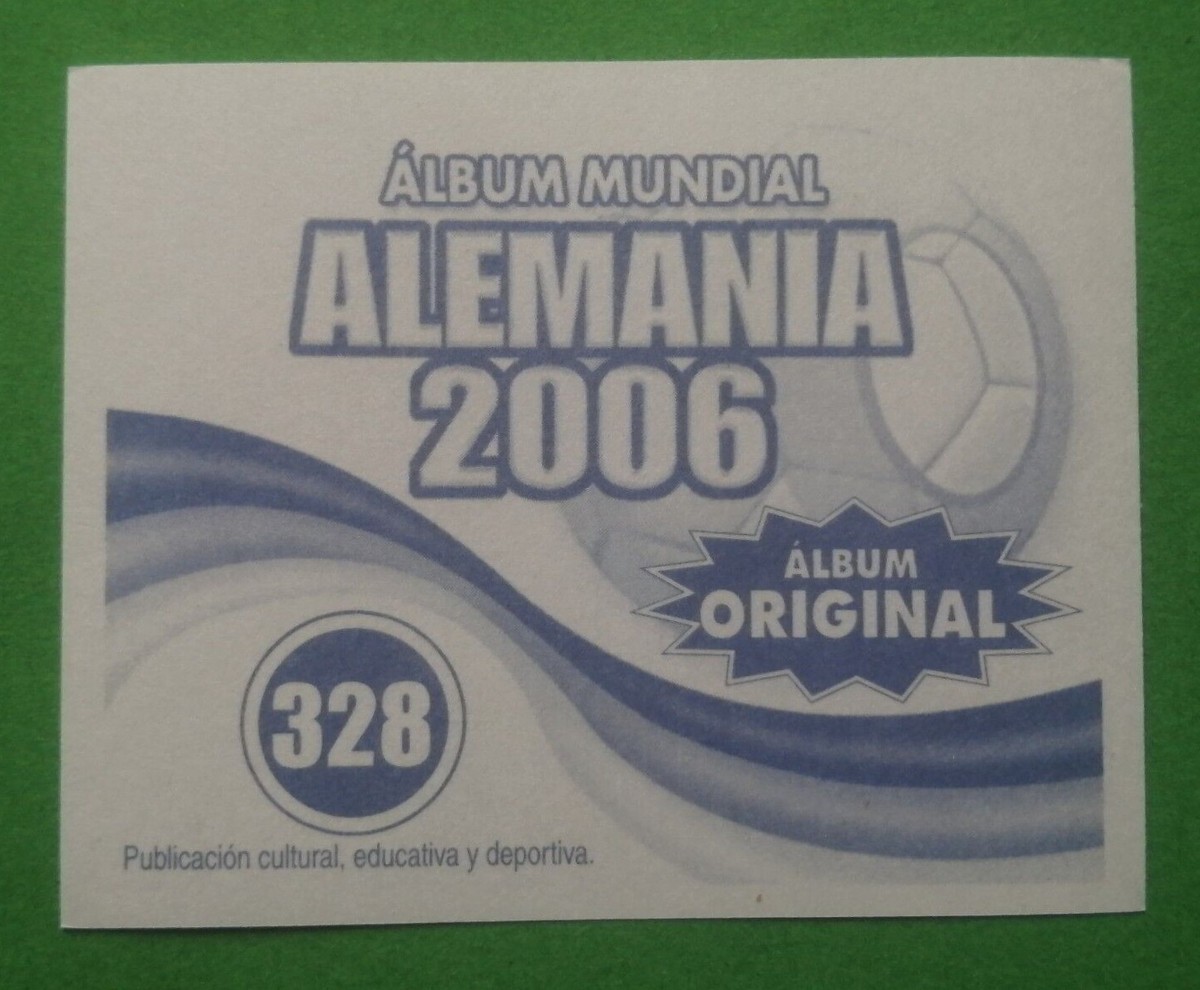 ÁLBUM MUNDIAL
ALEMANIA
2006
ÁLBUM
ORIGINAL
328
Publicación cultural, educativa y deportiva.